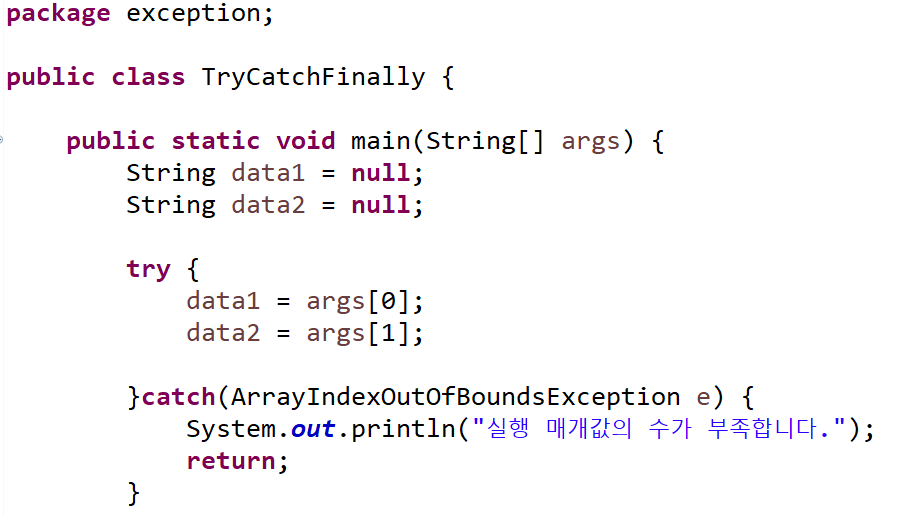 package exception;
public class TryCatchFinally {
public static void main(String[] args) {
String data1 = null;
String data2 = null;
try {
data1 = args[0];
data2 = args[1];
}catch(ArrayIndexOutOfBoundsException e) {
System.out.println("실행 매개값의 수가 부족합니다.");
return;
}